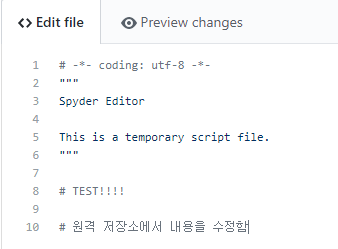 <> Edit file
Preview changes
1 # -*- coding: utf-8 -*-
2 """
3 Spyder Editor
4
5 This is a temporary script file.
6 """
7
8 # TEST!!!!
9
10 # 원격 저장소에서 내용을 수정함